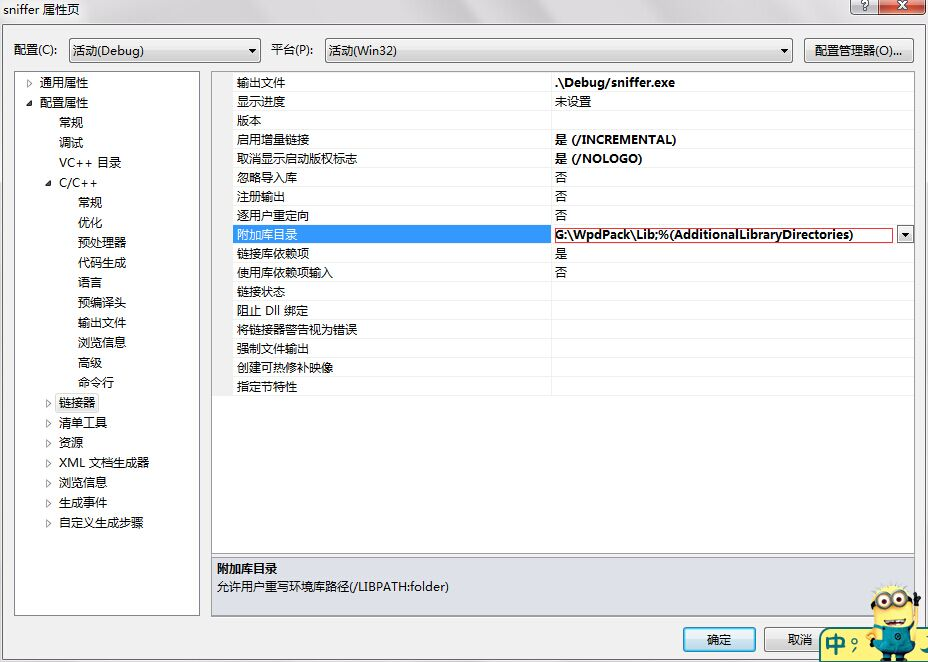 sniffer 属性页
配置(C): 活动(Debug) 平台(P): 活动(Win32) 配置管理器(O)...
通用属性
配置属性
常规
调试
VC++ 目录
C/C++
常规
优化
预处理器
代码生成
语言
预编译头
输出文件
浏览信息
高级
命令行
链接器
清单工具
资源
XML 文档生成器
浏览信息
生成事件
自定义生成步骤
输出文件 .\Debug/sniffer.exe
显示进度 未设置
版本
启用增量链接 是 (/INCREMENTAL)
取消显示启动版权标志 是 (/NOLOGO)
忽略导入库 否
注册输出 否
逐用户重定向 否
附加库目录 G:\WpdPack\Lib;%(AdditionalLibraryDirectories)
链接库依赖项 是
使用库依赖项输入 否
链接状态
阻止 Dll 绑定
将链接器警告视为错误
强制文件输出
创建可热修补映像
指定节特性
附加库目录
允许用户重写环境库路径(/LIBPATH:folder)
确定 取消
中